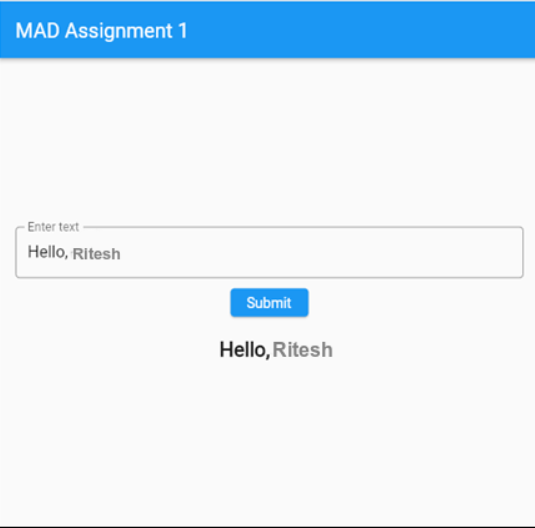 MAD Assignment 1
Enter text
Hello, Ritesh
Submit
Hello, Ritesh